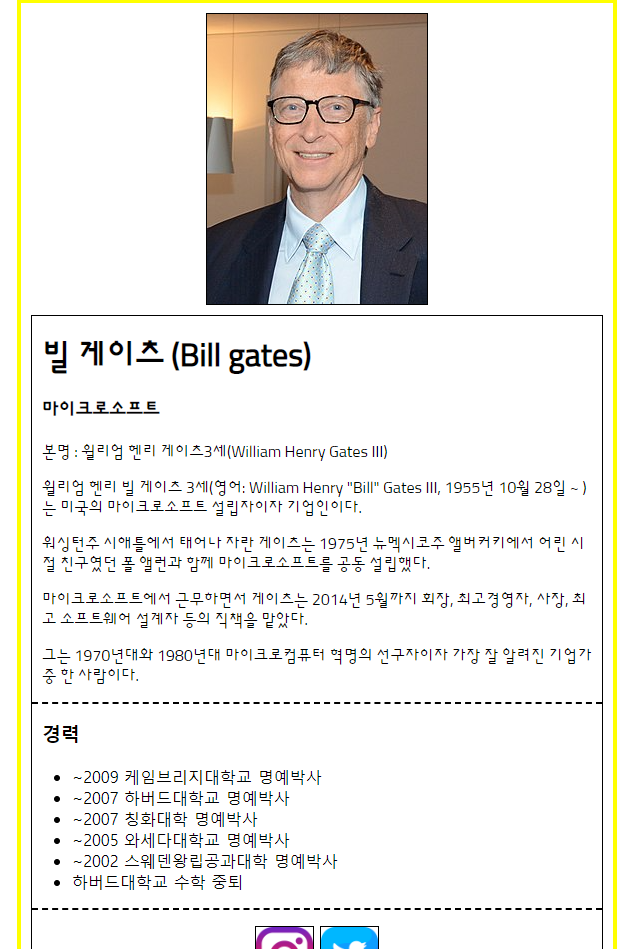 빌 게이츠 (Bill gates)
마이크로소프트
본명 : 윌리엄 헨리 게이츠3세(William Henry Gates III)
윌리엄 헨리 빌 게이츠 3세(영어: William Henry "Bill" Gates III, 1955년 10월 28일 ~ )
는 미국의 마이크로소프트 설립자이자 기업인이다.
워싱턴주 시애틀에서 태어나 자란 게이츠는 1975년 뉴멕시코주 앨버커키에서 어린 시
절 친구였던 폴 앨런과 함께 마이크로소프트를 공동 설립했다.
마이크로소프트에서 근무하면서 게이츠는 2014년 5월까지 회장, 최고경영자, 사장, 최
고 소프트웨어 설계자 등의 직책을 맡았다.
그는 1970년대와 1980년대 마이크로컴퓨터 혁명의 선구자이자 가장 잘 알려진 기업가
중 한 사람이다.
경력
~2009 케임브리지대학교 명예박사
~2007 하버드대학교 명예박사
~2007 칭화대학 명예박사
~2005 와세다대학교 명예박사
~2002 스웨덴왕립공과대학 명예박사
하버드대학교 수학 중퇴